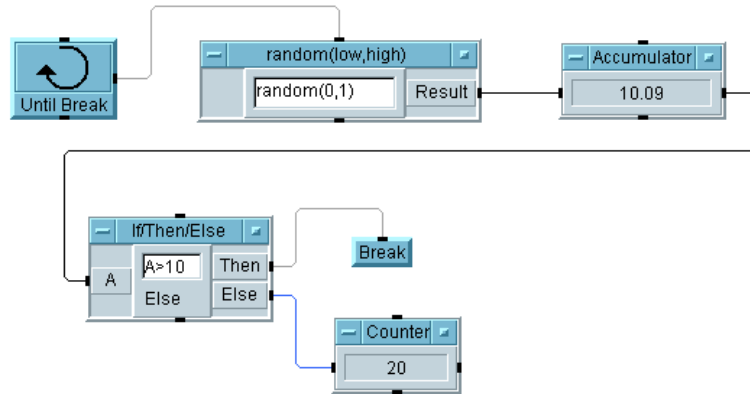 Until Break
random(low,high)
random(0,1)
Result
Accumulator
10.09
If/Then/Else
A
A>10
Then
Else
Else
Break
Counter
20